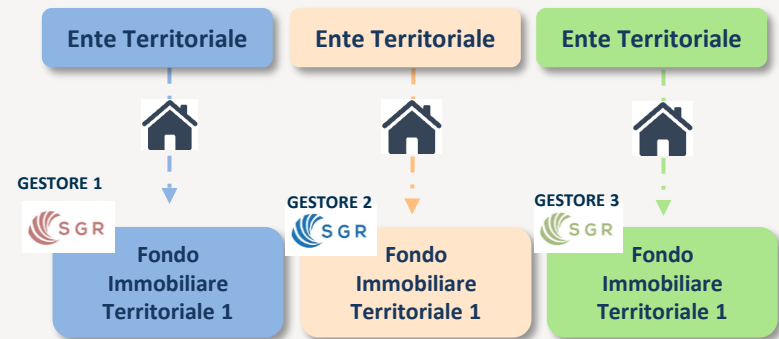 Ente Territoriale
Ente Territoriale
Ente Territoriale
GESTORE 1
SGR
GESTORE 2
SGR
GESTORE 3
SGR
Fondo
Immobiliare
Territoriale 1
Fondo
Immobiliare
Territoriale 1
Fondo
Immobiliare
Territoriale 1